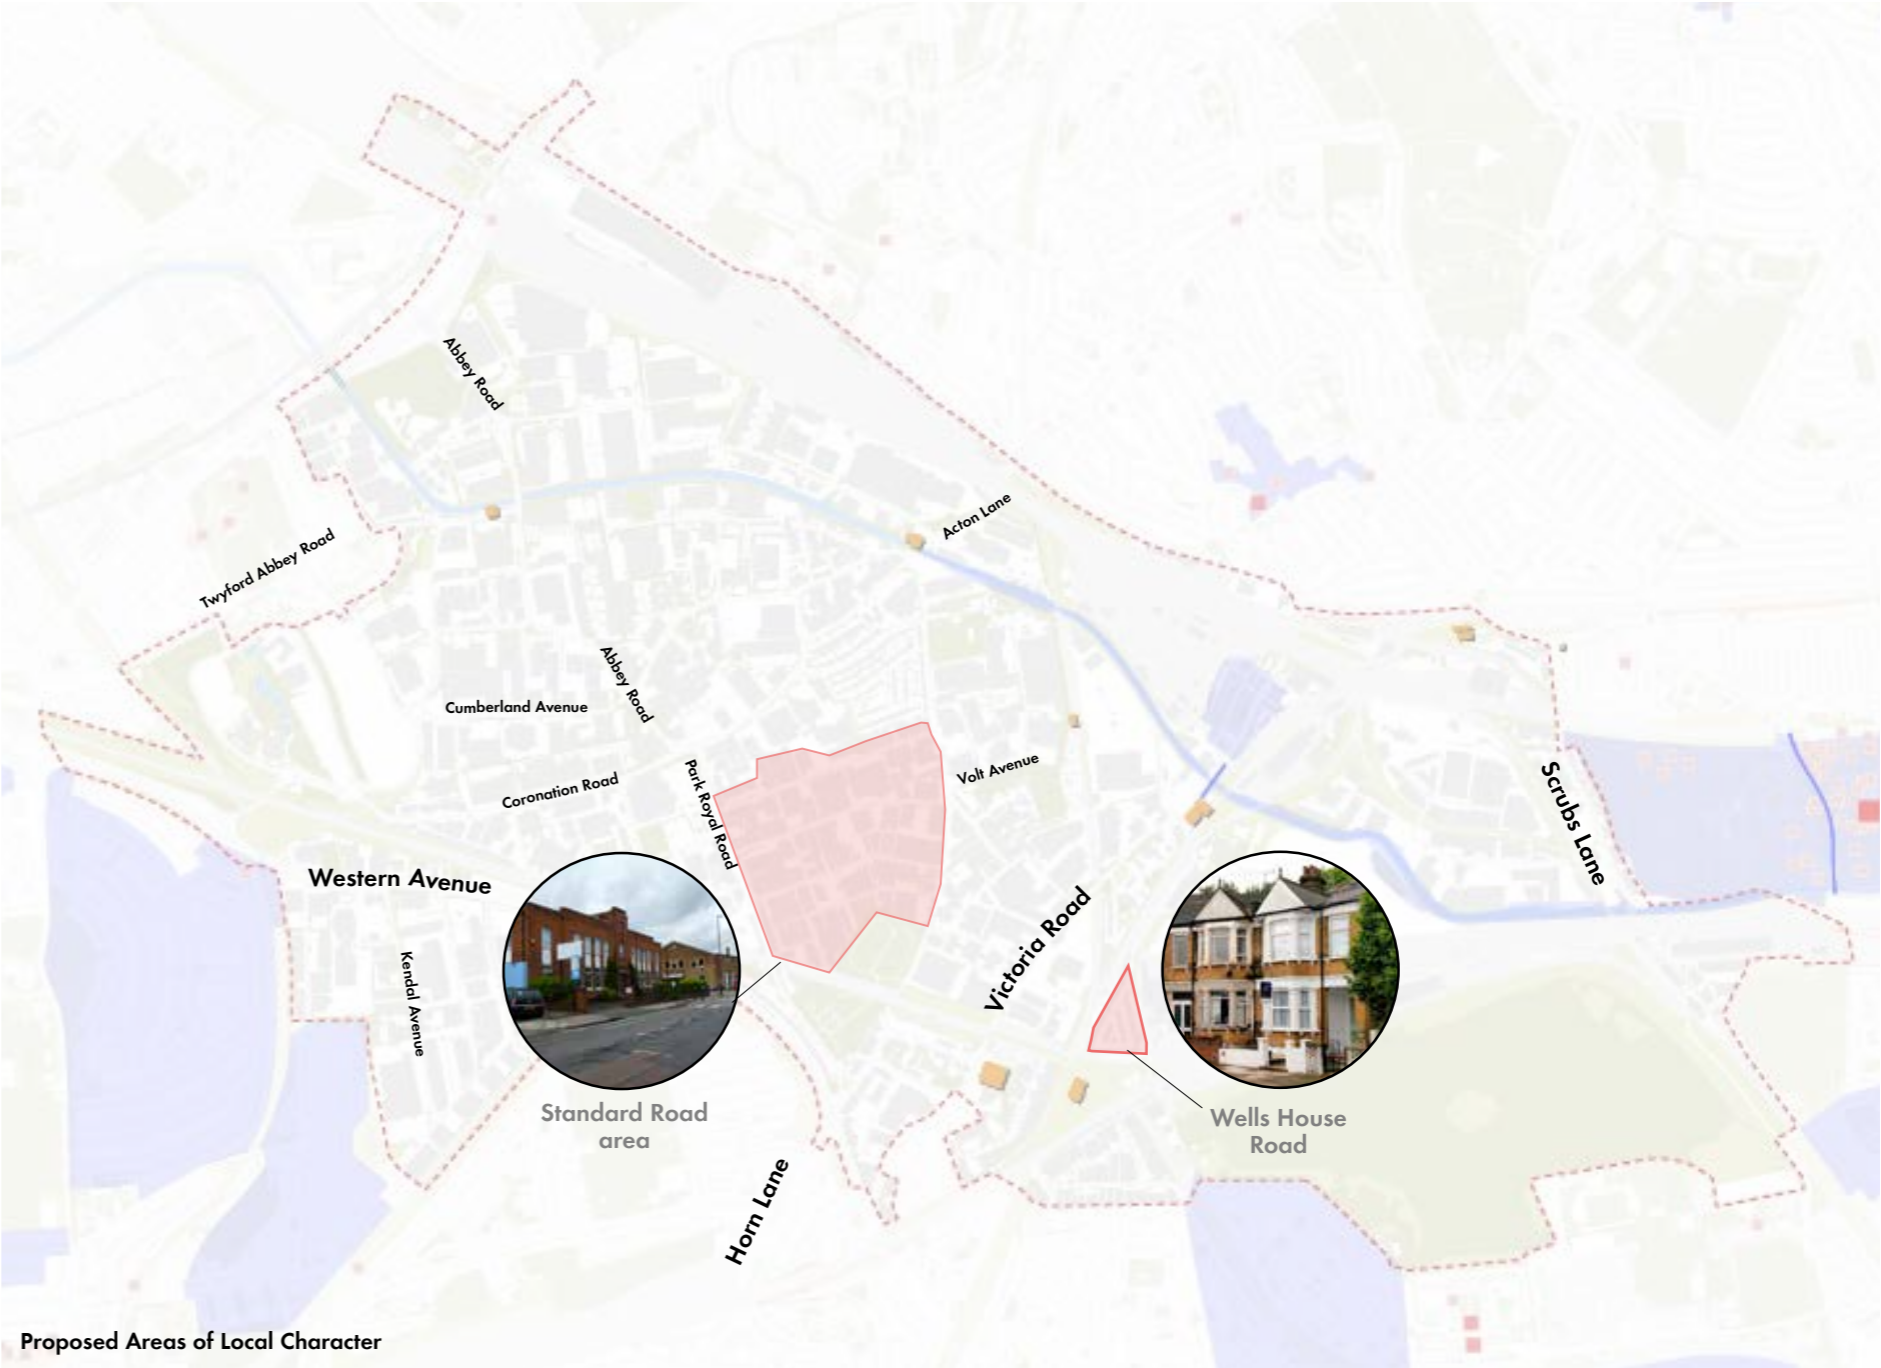 Abbey Road
Acton Lane
Twyford Abbey Road
Abbey Road
Cumberland Avenue
Coronation Road
Park Royal Road
Volt Avenue
Scrubs Lane
Western Avenue
Victoria Road
Kendal Avenue
Standard Road
area
Wells House
Road
Horn Lane
Proposed Areas of Local Character